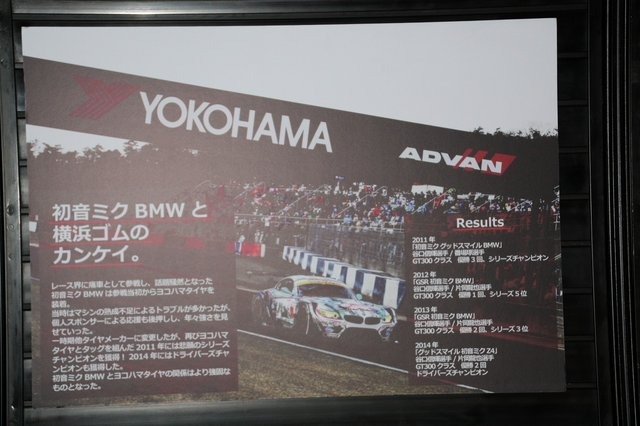 YOKOHAMA
ADVAN
初音ミク BMW と
横浜ゴムの
カンケイ。
レース界に痛車として参戦し、話題騒然となった
初音ミク BMW は参戦当初からヨコハマタイヤを
装着。
当時はマシンの熟成不足によるトラブルが多かったが
個人スポンサーによる応援も後押しし、年々強さを見
せていった。
一時期他タイヤメーカーに変更したが、再びヨコハマ
タイヤとタッグを組んだ 2011 年には悲願のシリーズ
チャンピオンを獲得！ 2014 年にはドライバーズチャ
ンピオンも獲得した。
初音ミク BMW とヨコハマタイヤの関係はより強固な
ものとなった。
Results
2011 年
「初音ミク グッドスマイル BMW」
谷口信輝選手 / 番場琢選手
GT300 クラス　優勝 3 回、シリーズチャンピオン
2012 年
「GSR 初音ミク BMW」
谷口信輝選手 / 片岡龍也選手
GT300 クラス　優勝 1 回、シリーズ 5 位
2013 年
「GSR 初音ミク BMW」
谷口信輝選手 / 片岡龍也選手
GT300 クラス　優勝 1 回、シリーズ 3 位
2014 年
「グッドスマイル 初音ミク Z4」
谷口信輝選手 / 片岡龍也選手
GT300 クラス　優勝 2 回
ドライバーズチャンピオン